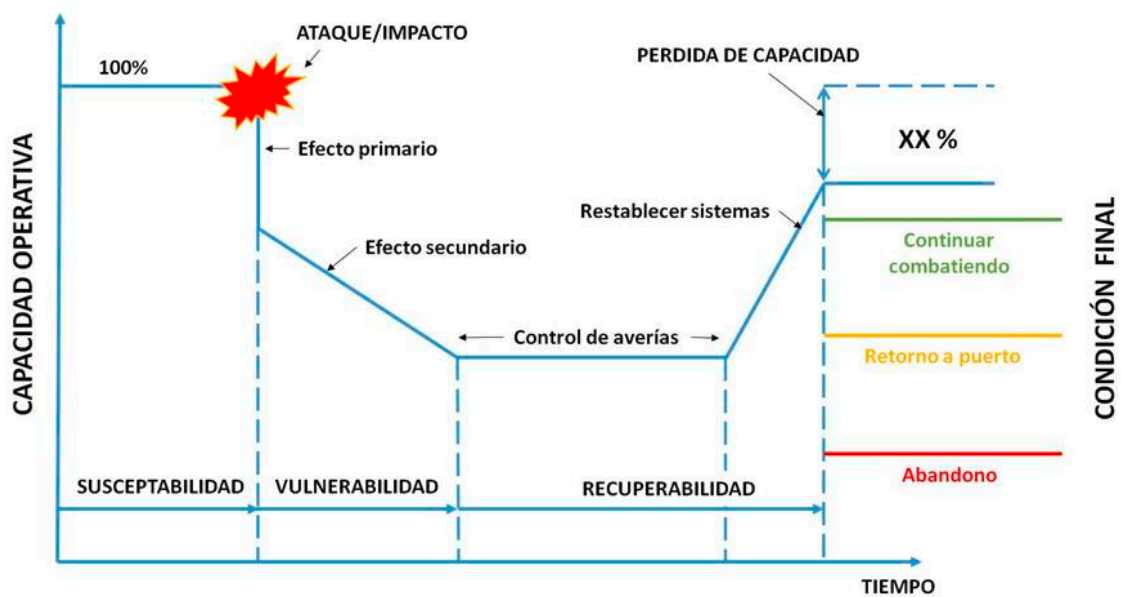 ATAQUE/IMPACTO
100%
PERDIDA DE CAPACIDAD
Efecto primario
XX %
Restablecer sistemas
Efecto secundario
Continuar
combatiendo
Control de averías
Retorno a puerto
Abandono
SUSCEPTABILIDAD
VULNERABILIDAD
RECUPERABILIDAD
TIEMPO
CAPACIDAD OPERATIVA
CONDICIÓN FINAL